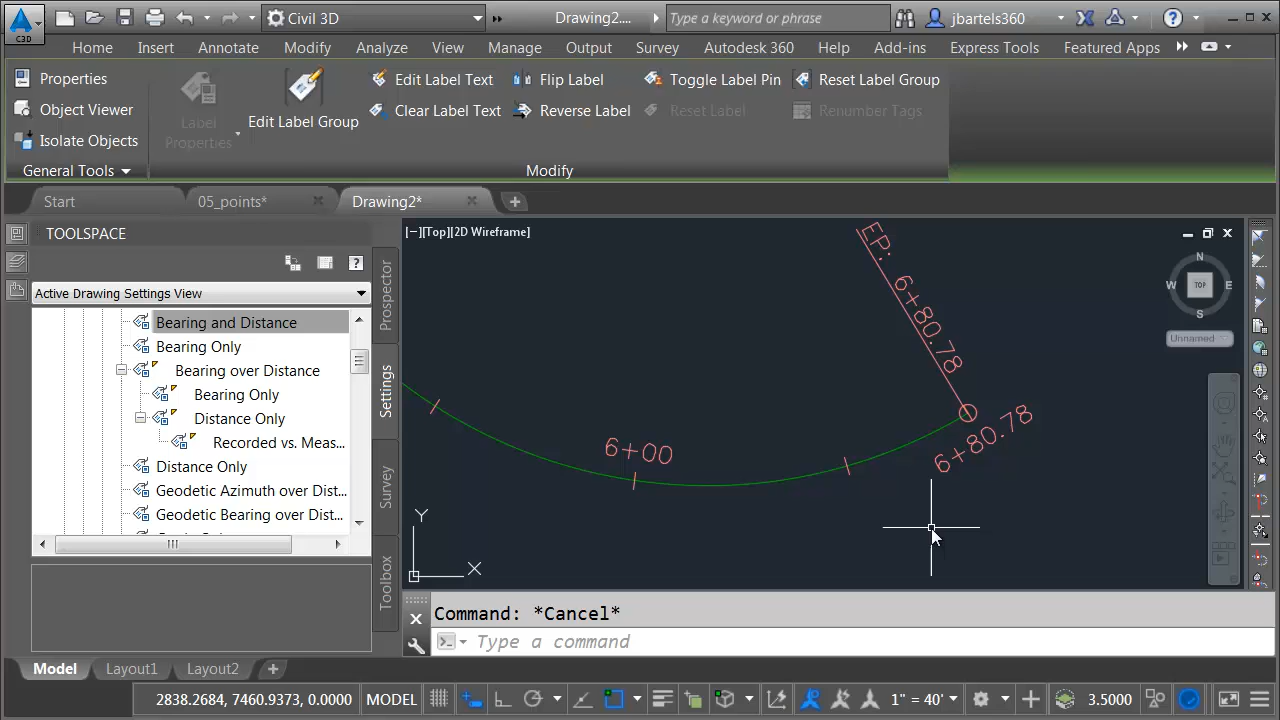 C3D
Civil 3D
Drawing2....
Type a keyword or phrase
jbartels360
Home
Insert
Annotate
Modify
Analyze
View
Manage
Output
Survey
Autodesk 360
Help
Add-ins
Express Tools
Featured Apps
Properties
Object Viewer
Isolate Objects
General Tools
Label
Properties
Edit Label Group
Edit Label Text
Clear Label Text
Flip Label
Reverse Label
Toggle Label Pin
Reset Label
Reset Label Group
Renumber Tags
Modify
Start
05_points*
Drawing2*
TOOLSPACE
Active Drawing Settings View
Bearing and Distance
Bearing Only
Bearing over Distance
Bearing Only
Distance Only
Recorded vs. Meas...
Distance Only
Geodetic Azimuth over Dist...
Geodetic Bearing over Dist...
Prospector
Settings
Survey
Toolbox
[−][Top][2D Wireframe]
EP: 6+80.78
6+00
6+80.78
N
W
TOP
E
S
Unnamed
Y
X
Command: *Cancel*
Type a command
Model
Layout1
Layout2
2838.2684, 7460.9373, 0.0000
MODEL
1" = 40'
3.5000